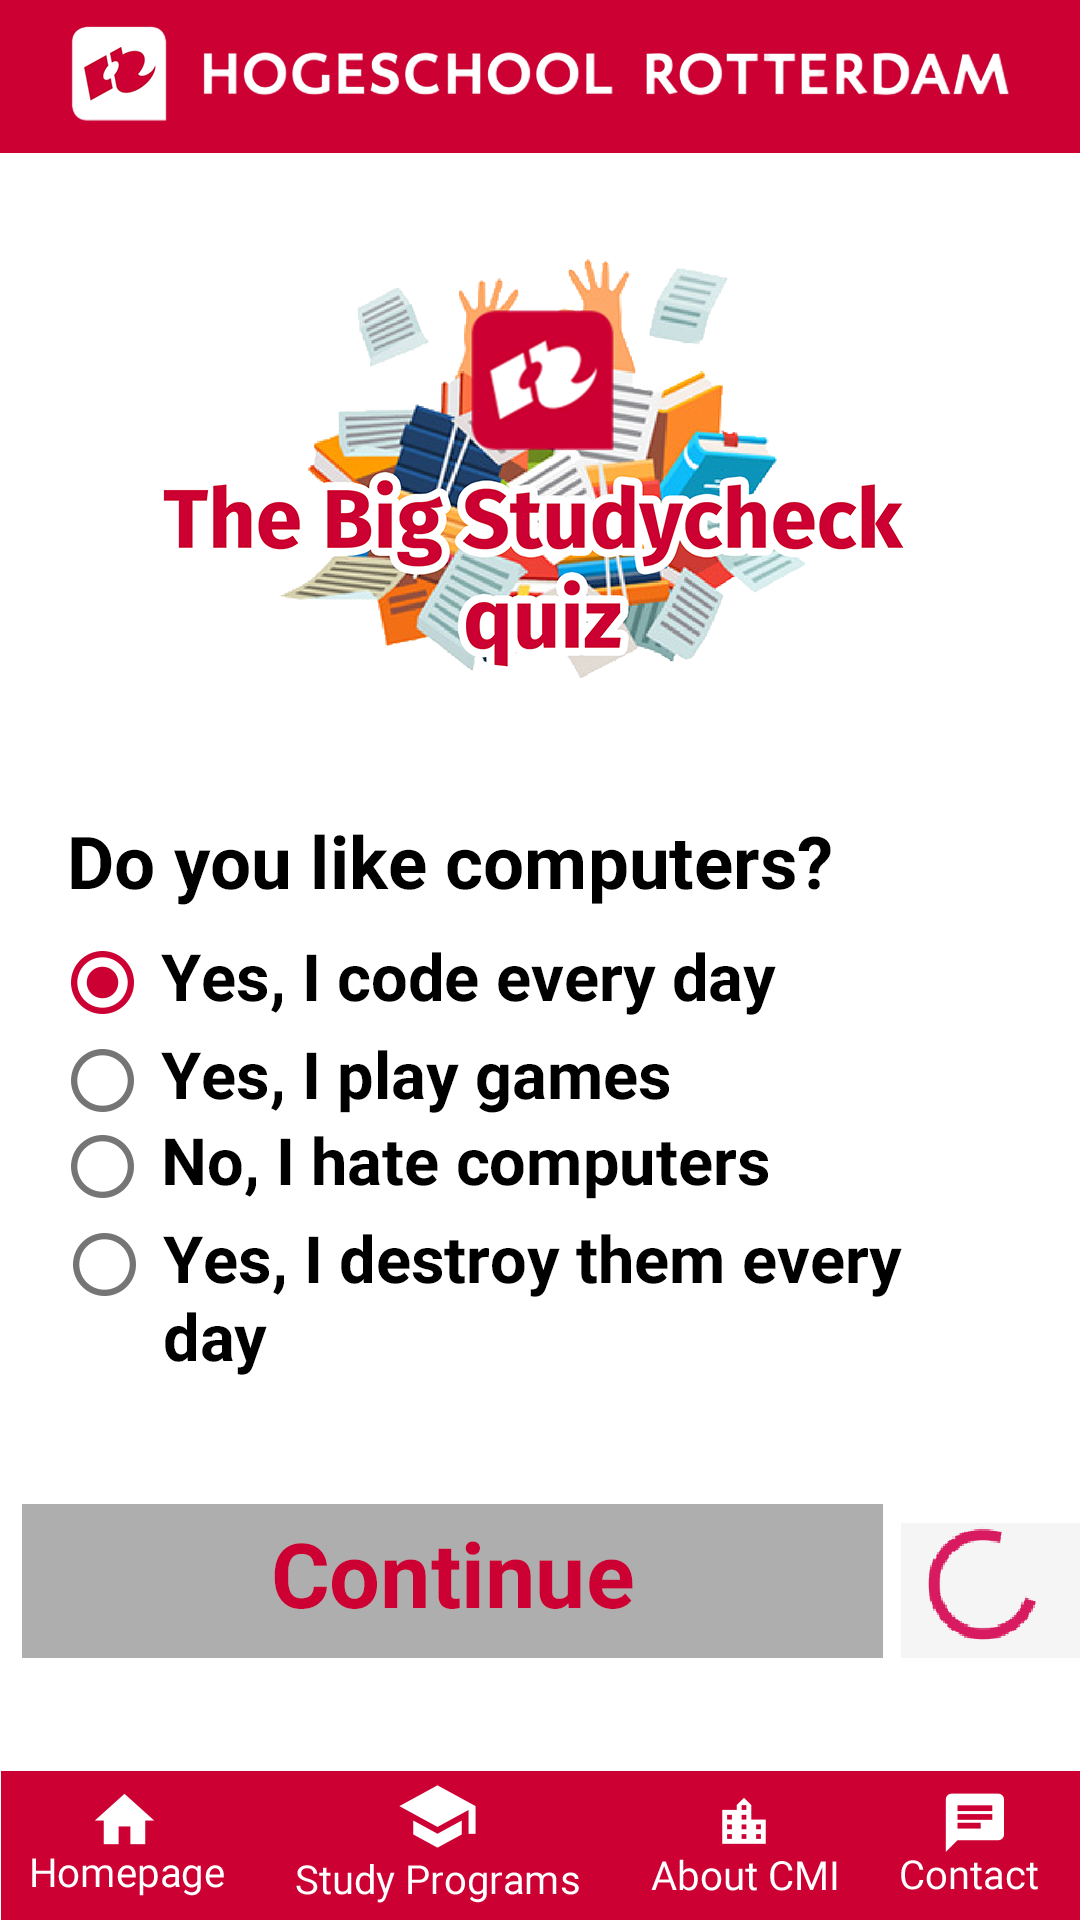 HOGESCHOOL ROTTERDAM
The Big Studycheck
quiz
Do you like computers?
Yes, I code every day
Yes, I play games
No, I hate computers
Yes, I destroy them every
day
Continue
Homepage
Study Programs
About CMI
Contact